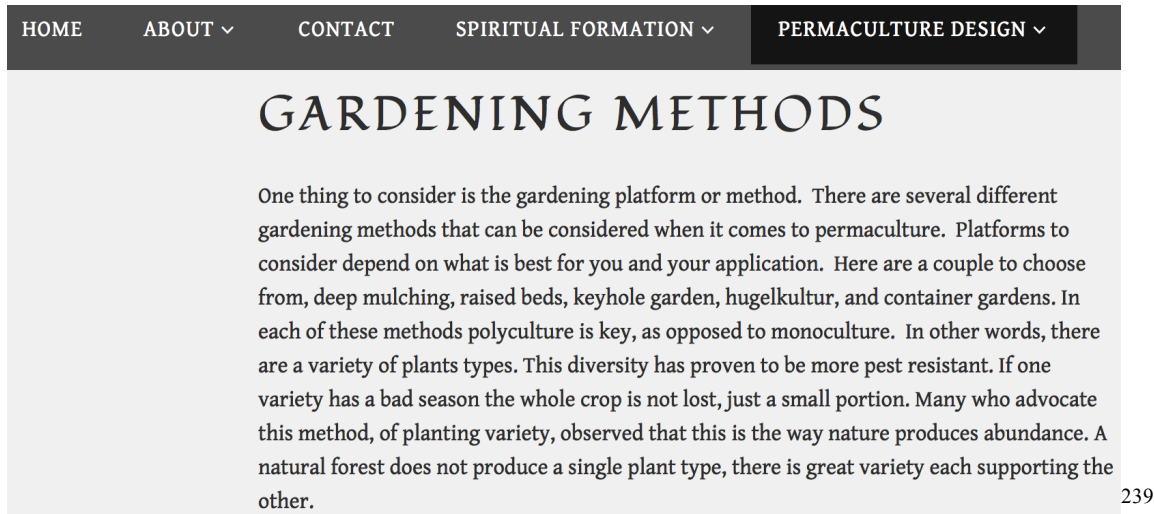 HOME ABOUT CONTACT SPIRITUAL FORMATION PERMACULTURE DESIGN
GARDENING METHODS
One thing to consider is the gardening platform or method.  There are several different
gardening methods that can be considered when it comes to permaculture.  Platforms to
consider depend on what is best for you and your application.  Here are a couple to choose
from, deep mulching, raised beds, keyhole garden, hugelkultur, and container gardens. In
each of these methods polyculture is key, as opposed to monoculture.  In other words, there
are a variety of plants types. This diversity has proven to be more pest resistant. If one
variety has a bad season the whole crop is not lost, just a small portion. Many who advocate
this method, of planting variety, observed that this is the way nature produces abundance. A
natural forest does not produce a single plant type, there is great variety each supporting the
other.
239